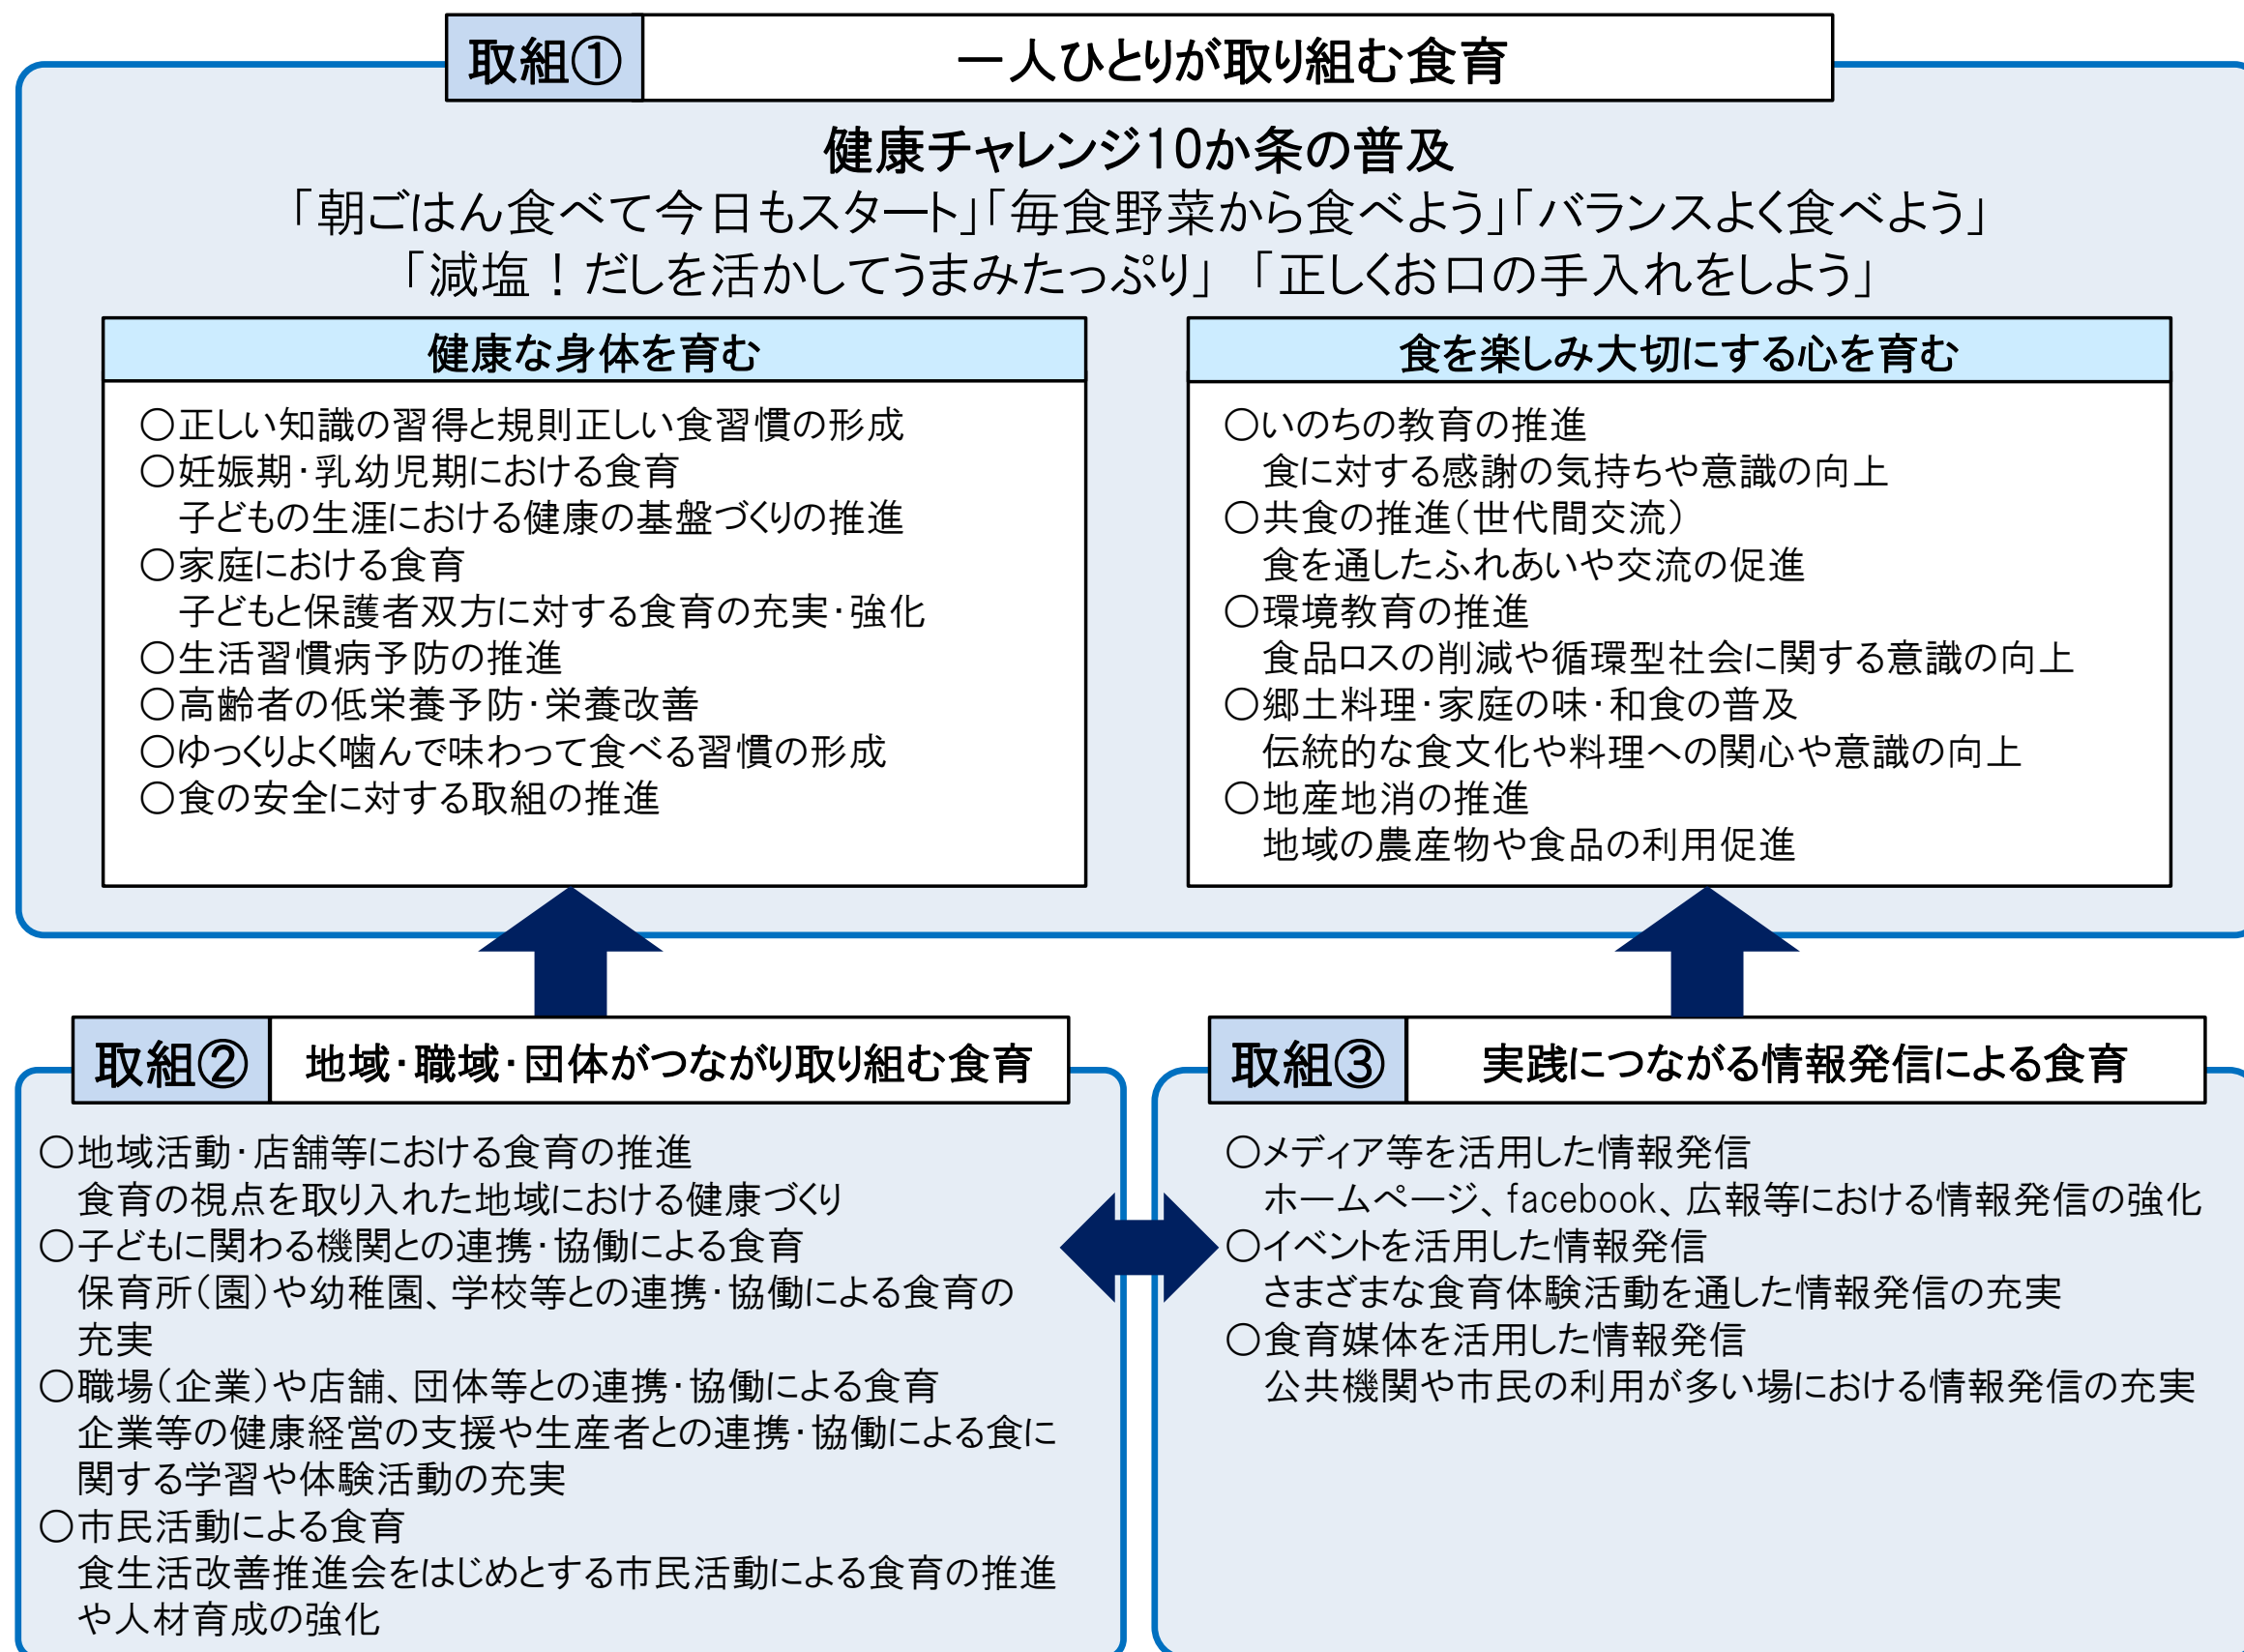 取組① 一人ひとりが取り組む食育
健康チャレンジ10か条の普及
「朝ごはん食べて今日もスタート」「毎食野菜から食べよう」「バランスよく食べよう」
「減塩！だしを活かしてうまみたっぷり」 「正しくお口の手入れをしよう」
健康な身体を育む
○正しい知識の習得と規則正しい食習慣の形成
○妊娠期・乳幼児期における食育
子どもの生涯における健康の基盤づくりの推進
○家庭における食育
子どもと保護者双方に対する食育の充実・強化
○生活習慣病予防の推進
○高齢者の低栄養予防・栄養改善
○ゆっくりよく噛んで味わって食べる習慣の形成
○食の安全に対する取組の推進
食を楽しみ大切にする心を育む
○いのちの教育の推進
食に対する感謝の気持ちや意識の向上
○共食の推進（世代間交流）
食を通したふれあいや交流の促進
○環境教育の推進
食品ロスの削減や循環型社会に関する意識の向上
○郷土料理・家庭の味・和食の普及
伝統的な食文化や料理への関心や意識の向上
○地産地消の推進
地域の農産物や食品の利用促進
取組② 地域・職域・団体がつながり取り組む食育
○地域活動・店舗等における食育の推進
食育の視点を取り入れた地域における健康づくり
○子どもに関わる機関との連携・協働による食育
保育所（園）や幼稚園、学校等との連携・協働による食育の
充実
○職場（企業）や店舗、団体等との連携・協働による食育
企業等の健康経営の支援や生産者との連携・協働による食に
関する学習や体験活動の充実
○市民活動による食育
食生活改善推進会をはじめとする市民活動による食育の推進
や人材育成の強化
取組③ 実践につながる情報発信による食育
○メディア等を活用した情報発信
ホームページ、facebook、広報等における情報発信の強化
○イベントを活用した情報発信
さまざまな食育体験活動を通した情報発信の充実
○食育媒体を活用した情報発信
公共機関や市民の利用が多い場における情報発信の充実